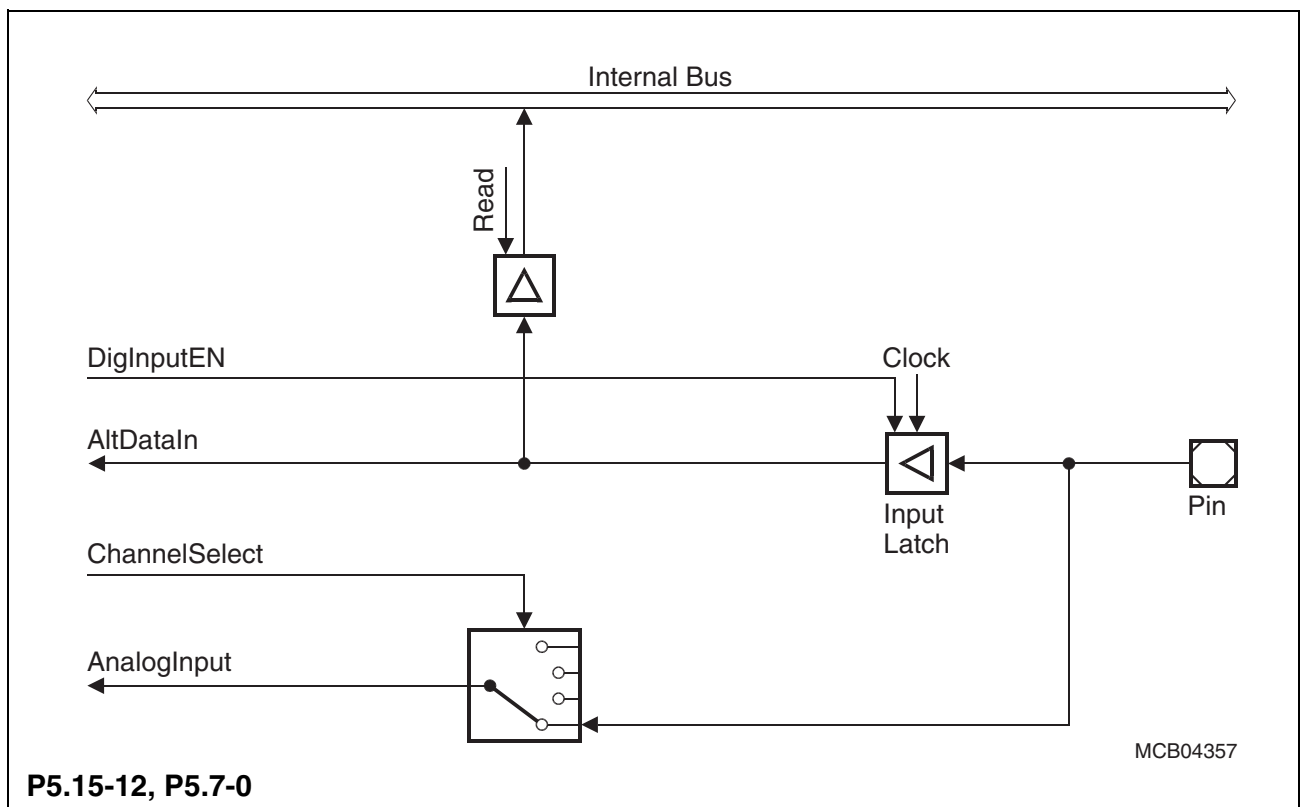 Internal Bus
Read
DigInputEN
Clock
AltDataIn
Pin
Input
Latch
ChannelSelect
AnalogInput
MCB04357
P5.15-12, P5.7-0